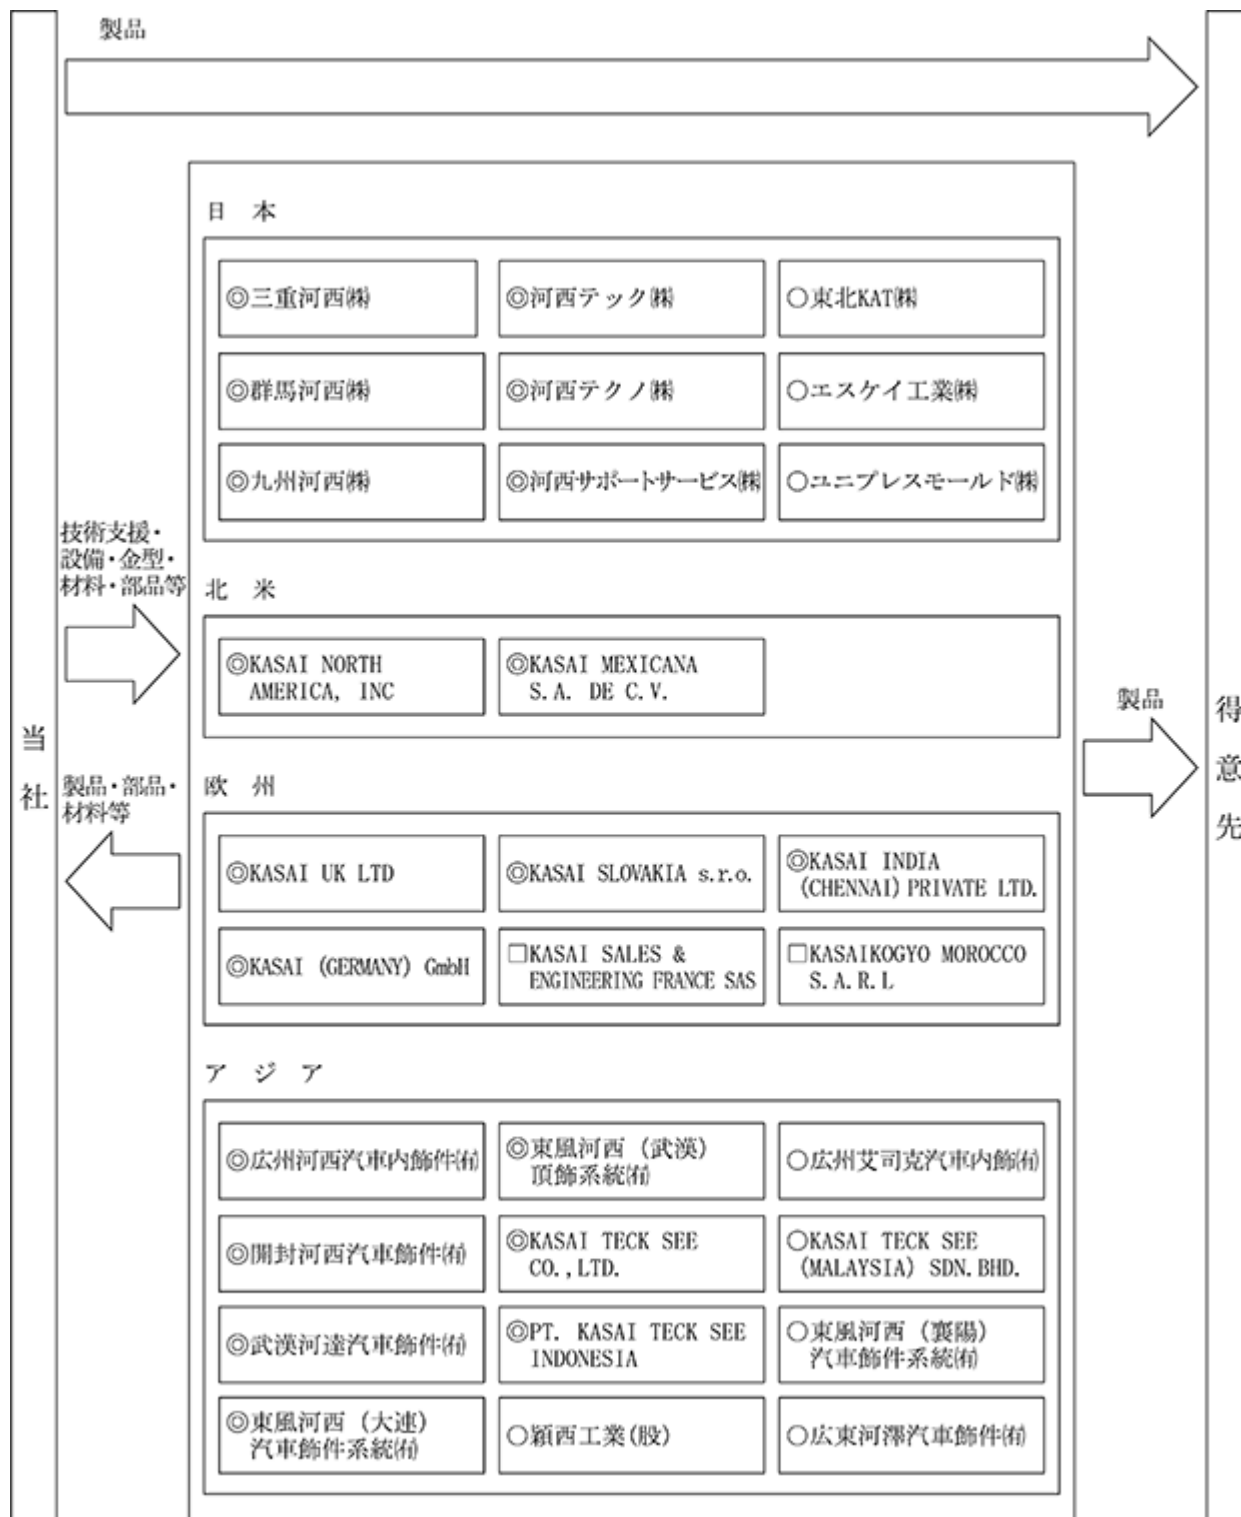 製品
日 本
◎三重河西㈱
◎河西テック㈱
○東北KAT㈱
◎群馬河西㈱
◎河西テクノ㈱
○エスケイ工業㈱
◎九州河西㈱
◎河西サポートサービス㈱
○ユニプレスモールド㈱
技術支援・
設備・金型・
材料・部品等
北 米
◎KASAI NORTH
AMERICA, INC
◎KASAI MEXICANA
S.A. DE C.V.
当社
製品・部品・
材料等
製品
得意先
欧 州
◎KASAI UK LTD
◎KASAI SLOVAKIA s.r.o.
◎KASAI INDIA
(CHENNAI) PRIVATE LTD.
◎KASAI (GERMANY) GmbH
□KASAI SALES &
ENGINEERING FRANCE SAS
□KASAIKOGYO MOROCCO
S.A.R.L
ア ジ ア
◎広州河西汽車内飾件㈲
◎東風河西（武漢）
頂飾系統㈲
○広州艾司克汽車内飾㈲
◎開封河西汽車飾件㈲
◎KASAI TECK SEE
CO.,LTD.
○KASAI TECK SEE
(MALAYSIA) SDN.BHD.
◎武漢河達汽車飾件㈲
◎PT. KASAI TECK SEE
INDONESIA
○東風河西（襄陽）
汽車飾件系統㈲
◎東風河西（大連）
汽車飾件系統㈲
○穎西工業(股)
○広東河澤汽車飾件㈲